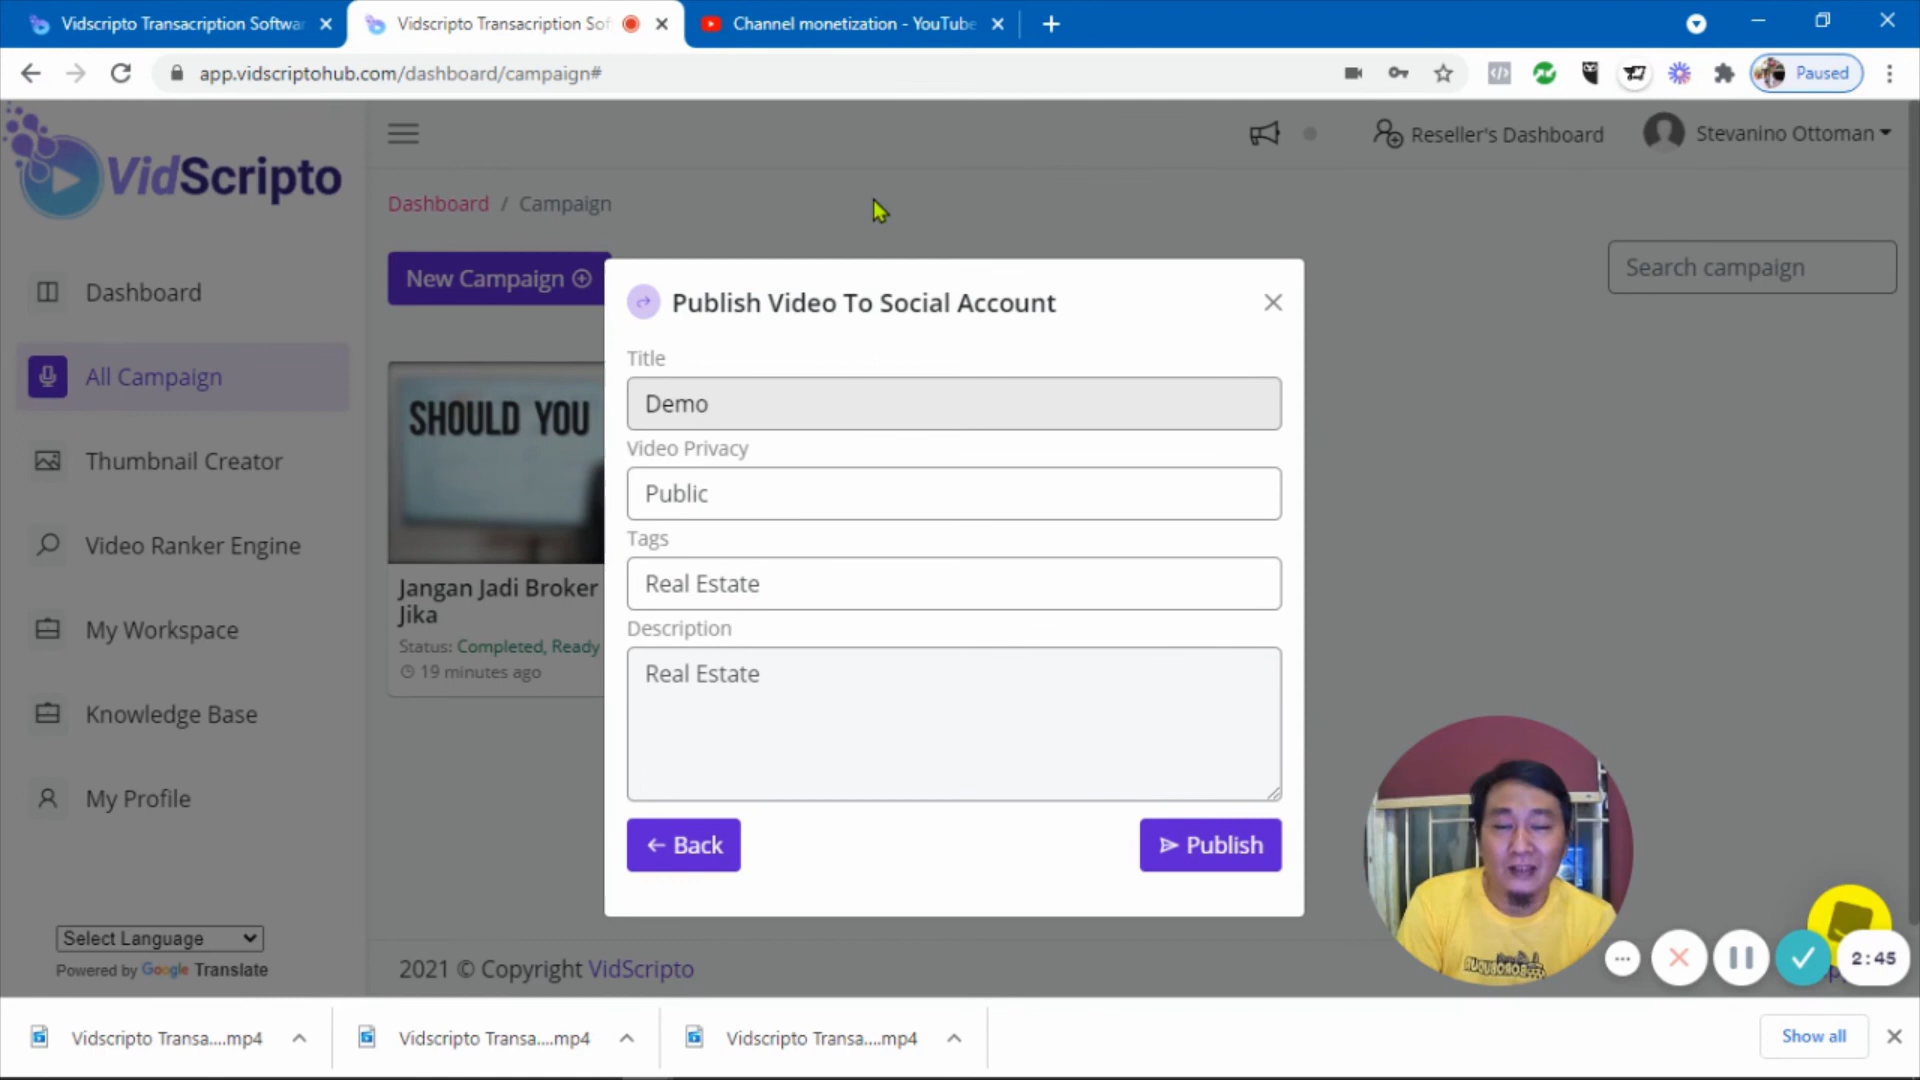 Vidscripto Transacription Softwar
Vidscripto Transacription Sof
Channel monetization - YouTube
app.vidscriptohub.com/dashboard/campaign#
Paused
VidScripto
Reseller's Dashboard
Stevanino Ottoman
Dashboard / Campaign
New Campaign
Search campaign
Dashboard
All Campaign
Thumbnail Creator
Video Ranker Engine
My Workspace
Knowledge Base
My Profile
SHOULD YOU
Jangan Jadi Broker
Jika
Status: Completed, Ready
19 minutes ago
Publish Video To Social Account
Title
Demo
Video Privacy
Public
Tags
Real Estate
Description
Real Estate
Back
Publish
Select Language
Powered by Google Translate
2021 © Copyright VidScripto
2:45
Vidscripto Transa....mp4
Vidscripto Transa....mp4
Vidscripto Transa....mp4
Show all